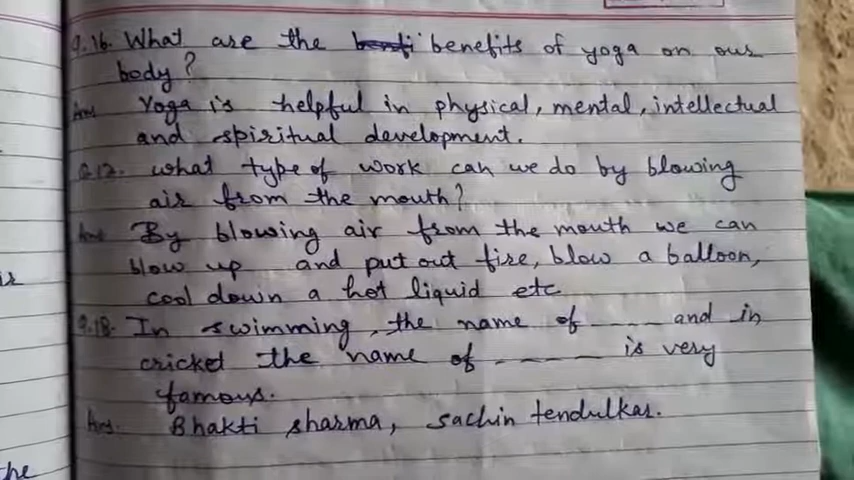 Q.16. What are the benefits of yoga on our
body?
Ans Yoga is helpful in physical, mental, intellectual
and spiritual development.
Q.17. what type of work can we do by blowing
air from the mouth?
Ans By blowing air from the mouth we can
blow up and put out fire, blow a balloon,
cool down a hot liquid etc
Q.18. In swimming, the name of ---- and in
cricket the name of ----- is very
famous.
Ans. Bhakti sharma, sachin tendulkar.
the